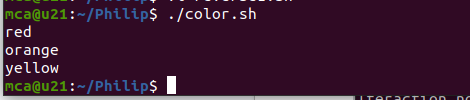 mca@u21:~/Philip$ ./color.sh
red
orange
yellow
mca@u21:~/Philip$